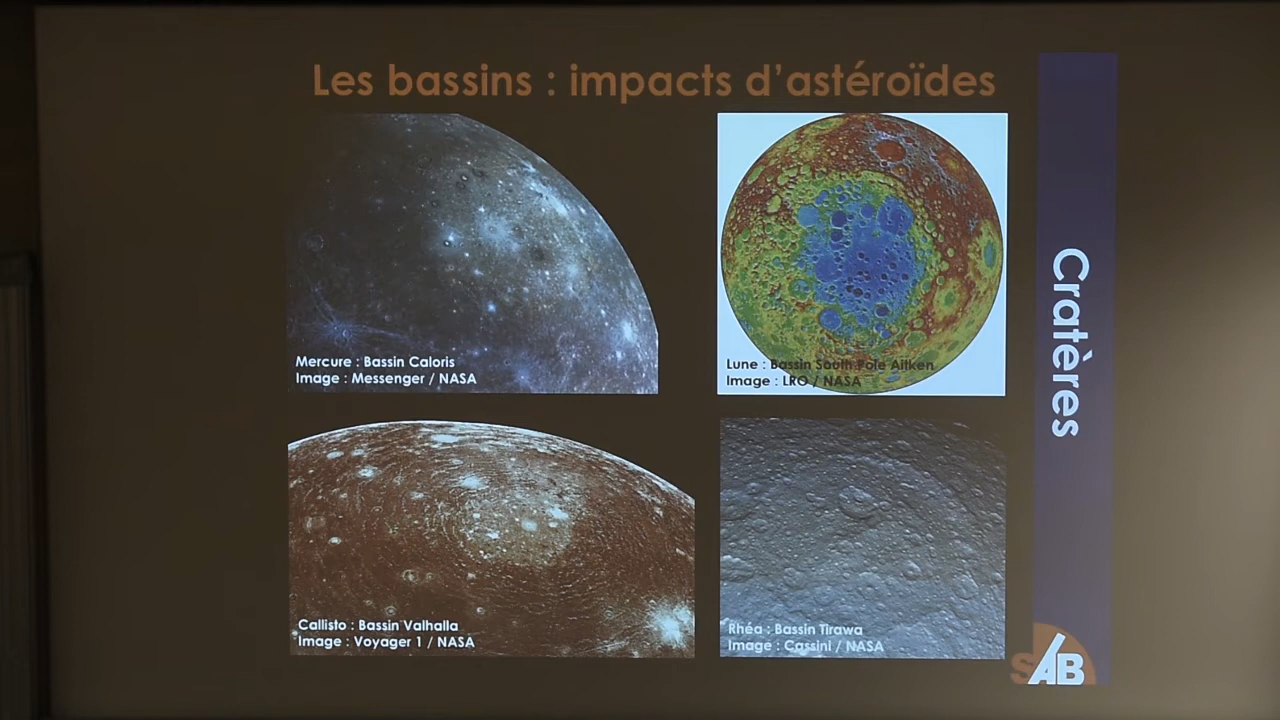 Les bassins : impacts d'astéroïdes
Mercure : Bassin Caloris
Image : Messenger / NASA
Lune : Bassin South Pole Aitken
Image : LRO / NASA
Callisto : Bassin Valhalla
Image : Voyager 1 / NASA
Rhéa : Bassin Tirawa
Image : Cassini / NASA
Cratères
SAB